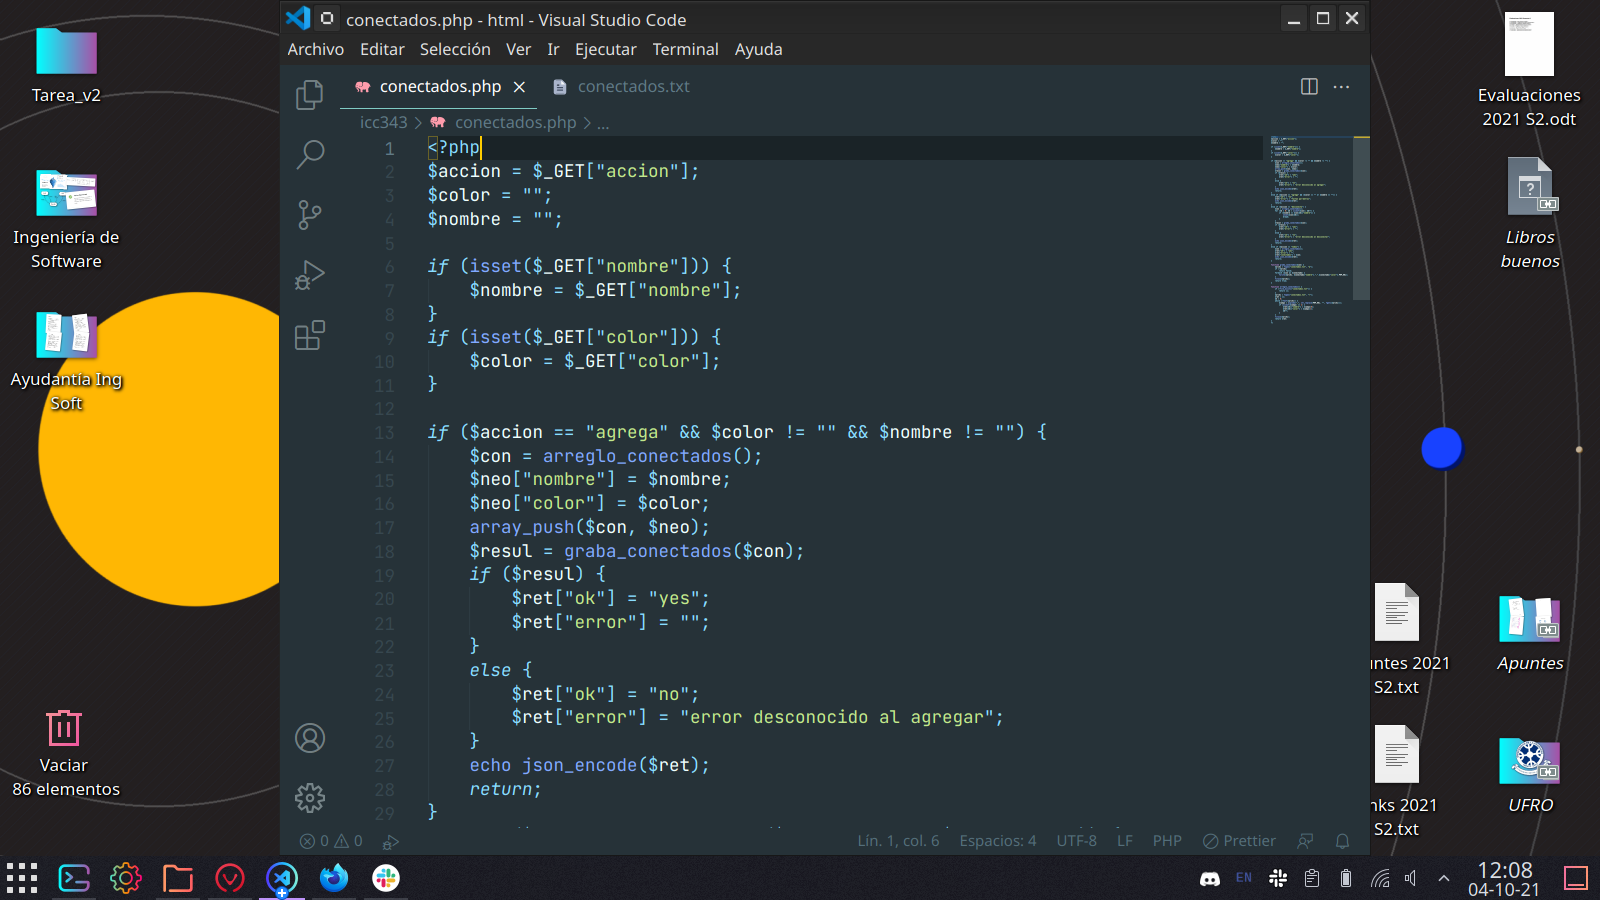 conectados.php - html - Visual Studio Code
Archivo Editar Selección Ver Ir Ejecutar Terminal Ayuda
conectados.php conectados.txt
icc343 > conectados.php > ...
1 <?php
2 $accion = $_GET["accion"];
3 $color = "";
4 $nombre = "";
5
6 if (isset($_GET["nombre"])) {
7 $nombre = $_GET["nombre"];
8 }
9 if (isset($_GET["color"])) {
10 $color = $_GET["color"];
11 }
12
13 if ($accion == "agrega" && $color != "" && $nombre != "") {
14 $con = arreglo_conectados();
15 $neo["nombre"] = $nombre;
16 $neo["color"] = $color;
17 array_push($con, $neo);
18 $resul = graba_conectados($con);
19 if ($resul) {
20 $ret["ok"] = "yes";
21 $ret["error"] = "";
22 }
23 else {
24 $ret["ok"] = "no";
25 $ret["error"] = "error desconocido al agregar";
26 }
27 echo json_encode($ret);
28 return;
29 }
0 0
Lín. 1, col. 6 Espacios: 4 UTF-8 LF PHP Prettier
Tarea_v2
Ingeniería de
Software
Ayudantía Ing
Soft
Vaciar
86 elementos
Evaluaciones
2021 S2.odt
Libros
buenos
ntes 2021
S2.txt
Apuntes
nks 2021
S2.txt
UFRO
EN
12:08
04-10-21